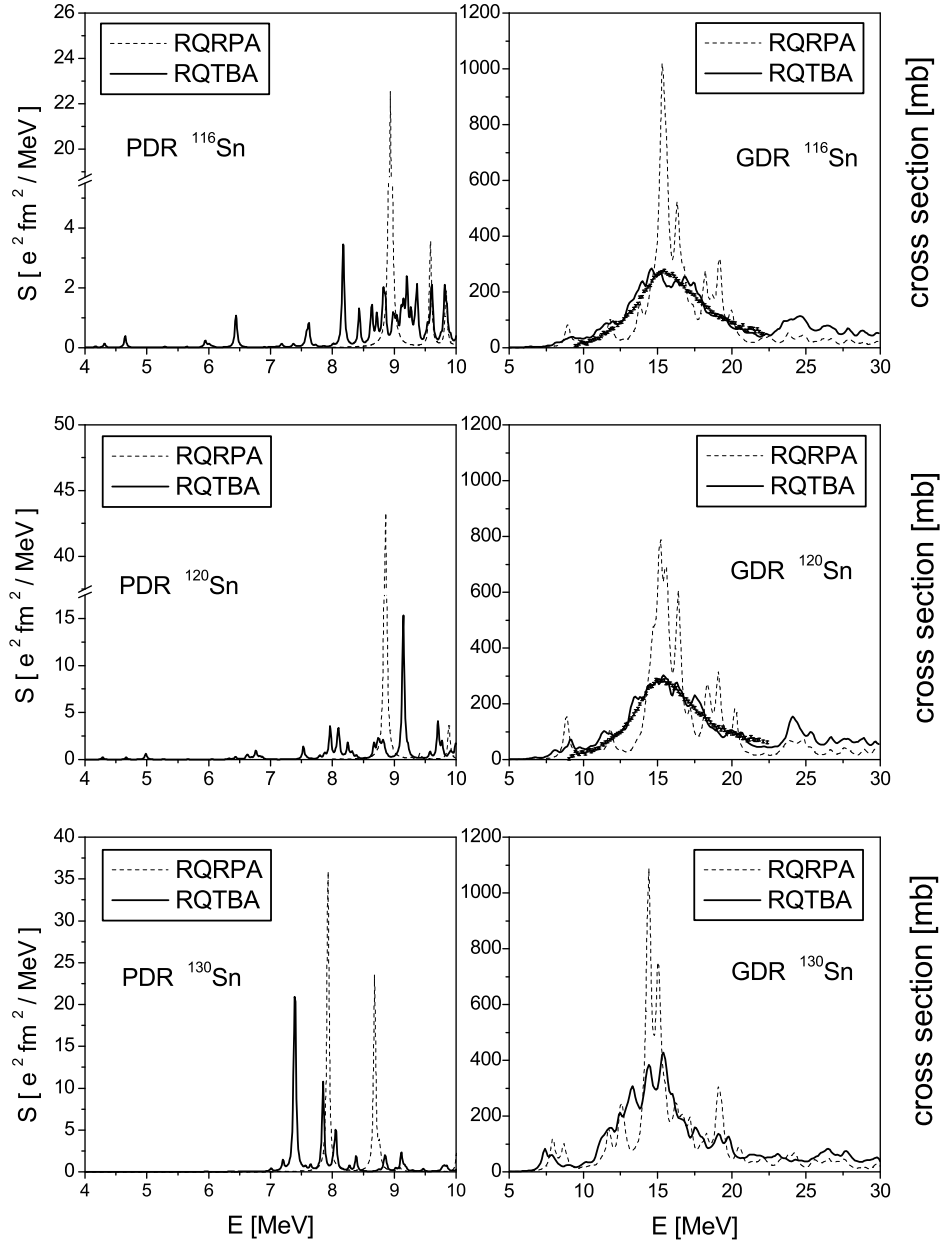 26
24
22
20
4
2
0
S [ e² fm² / MeV ]
RQRPA
RQTBA
PDR ¹¹⁶Sn
4 5 6 7 8 9 10
1200
1000
800
600
400
200
0
RQRPA
RQTBA
GDR ¹¹⁶Sn
5 10 15 20 25 30
cross section [mb]
50
45
40
15
10
5
0
S [ e² fm² / MeV ]
RQRPA
RQTBA
PDR ¹²⁰Sn
4 5 6 7 8 9 10
1200
1000
800
600
400
200
0
RQRPA
RQTBA
GDR ¹²⁰Sn
5 10 15 20 25 30
cross section [mb]
40
35
30
25
20
15
10
5
0
S [ e² fm² / MeV ]
RQRPA
RQTBA
PDR ¹³⁰Sn
4 5 6 7 8 9 10
E [MeV]
1200
1000
800
600
400
200
0
RQRPA
RQTBA
GDR ¹³⁰Sn
5 10 15 20 25 30
E [MeV]
cross section [mb]